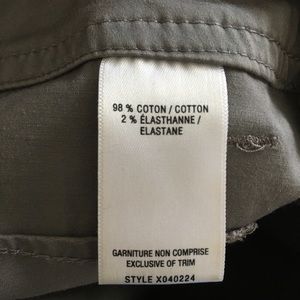 98 % COTON / COTTON
2 % ÉLASTHANNE /
ELASTANE
GARNITURE NON COMPRISE
EXCLUSIVE OF TRIM
STYLE X040224